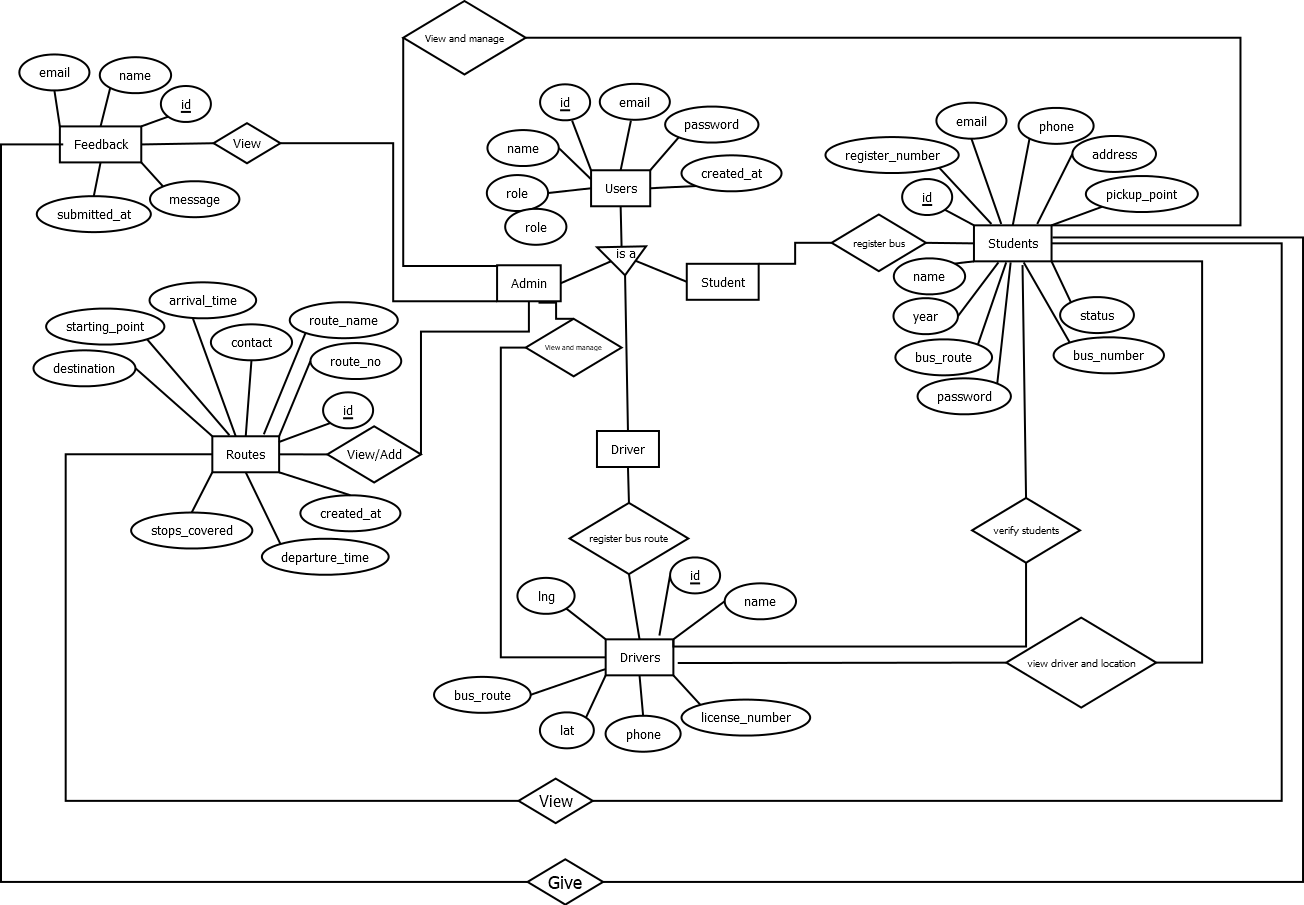 View and manage
email
name
id
Feedback
View
submitted_at
message
id
email
password
name
created_at
Users
role
role
is a
Admin
Student
email
phone
register_number
address
id
pickup_point
register bus
Students
name
year
status
bus_route
bus_number
password
arrival_time
starting_point
route_name
contact
destination
route_no
id
View and manage
Routes
View/Add
Driver
created_at
stops_covered
departure_time
register bus route
verify students
id
lng
name
Drivers
view driver and location
bus_route
lat
phone
license_number
View
Give